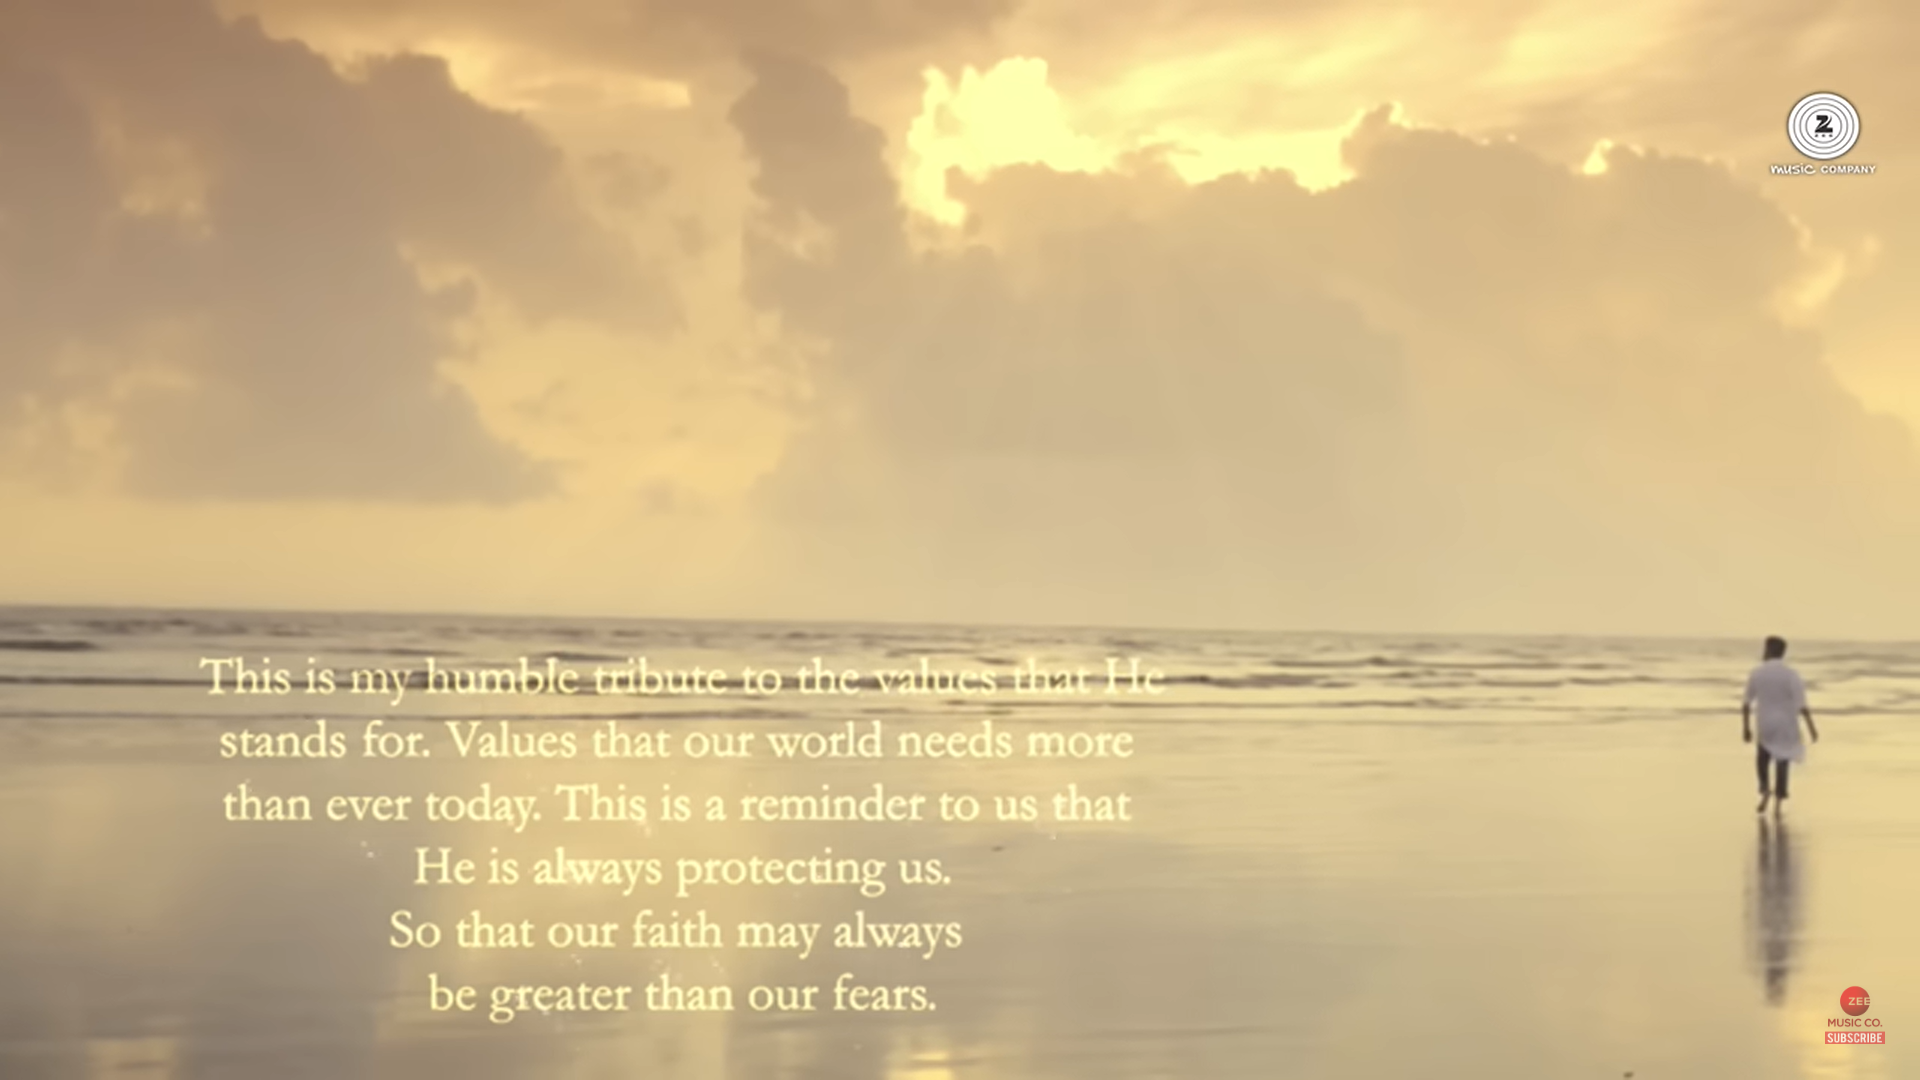 Z
music COMPANY
This is my humble tribute to the values that He
stands for. Values that our world needs more
than ever today. This is a reminder to us that
He is always protecting us.
So that our faith may always
be greater than our fears.
ZEE
MUSIC CO.
SUBSCRIBE